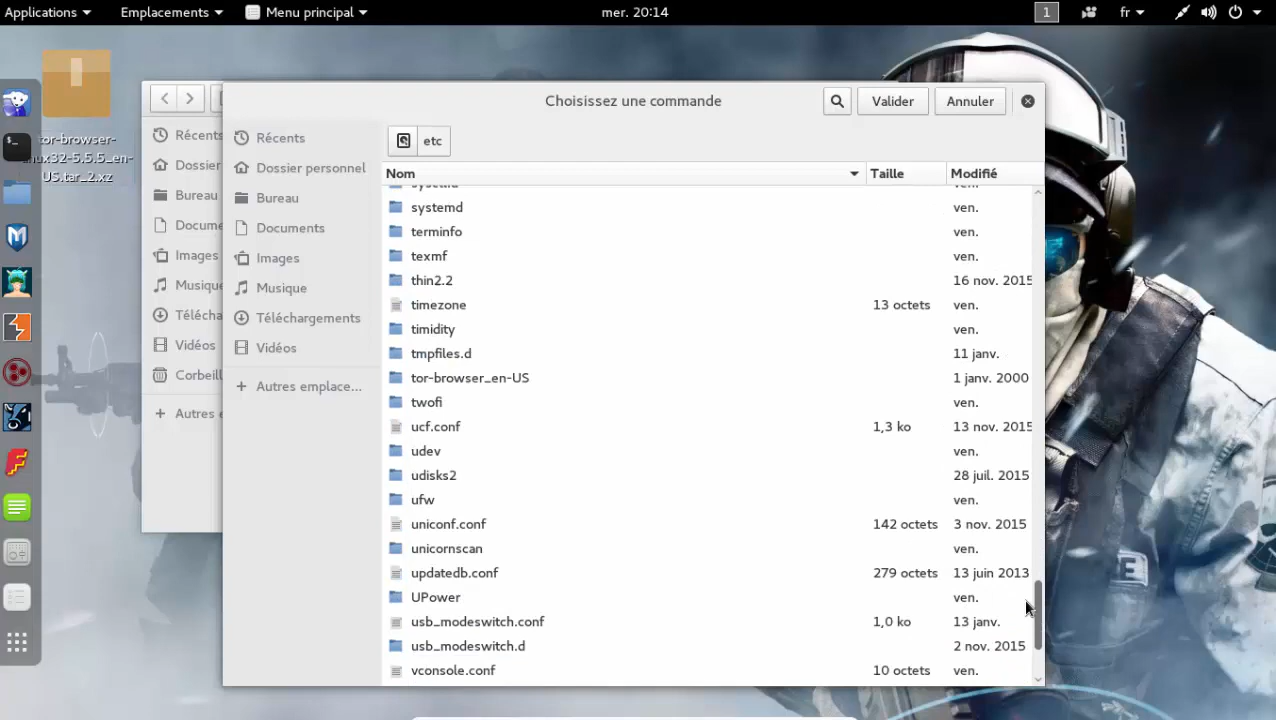 Applications Emplacements Menu principal mer. 20:14 1 fr
tor-browser-
linux32-5.5.5_en-
US.tar_2.xz
Récents
Dossier
Bureau
Docume
Images
Musique
Télécha
Vidéos
Corbeill
Autres e
Choisissez une commande
Valider
Annuler
Récents
Dossier personnel
Bureau
Documents
Images
Musique
Téléchargements
Vidéos
Autres emplace...
etc
Nom Taille Modifié
systemd ven.
terminfo ven.
texmf ven.
thin2.2 16 nov. 2015
timezone 13 octets ven.
timidity ven.
tmpfiles.d 11 janv.
tor-browser_en-US 1 janv. 2000
twofi ven.
ucf.conf 1,3 ko 13 nov. 2015
udev ven.
udisks2 28 juil. 2015
ufw ven.
uniconf.conf 142 octets 3 nov. 2015
unicornscan ven.
updatedb.conf 279 octets 13 juin 2013
UPower ven.
usb_modeswitch.conf 1,0 ko 13 janv.
usb_modeswitch.d 2 nov. 2015
vconsole.conf 10 octets ven.
E